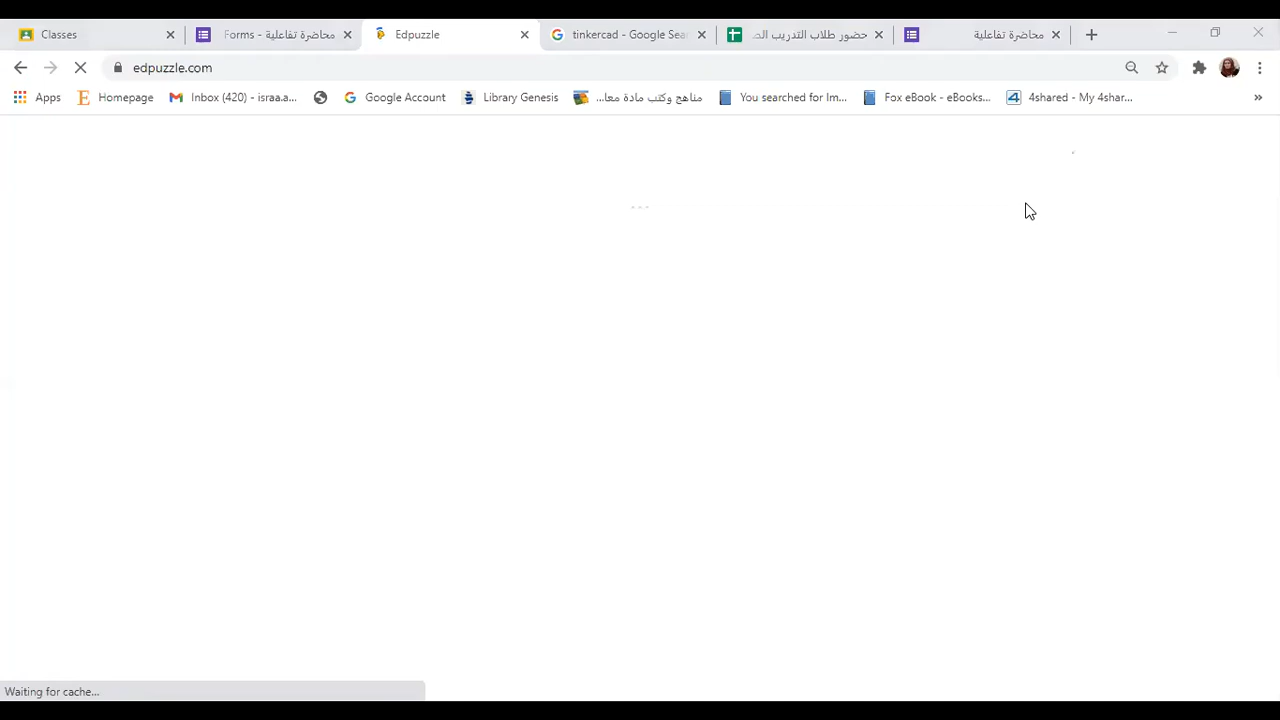 Classes
محاضرة تفاعلية - Forms
Edpuzzle
tinkercad - Google Sear
حضور طلاب التدريب الص
محاضرة تفاعلية
edpuzzle.com
Apps
Homepage
Inbox (420) - israa.a...
Google Account
Library Genesis
مناهج وكتب مادة معا...
You searched for Im...
Fox eBook - eBooks...
4shared - My 4shar...
»
Waiting for cache...